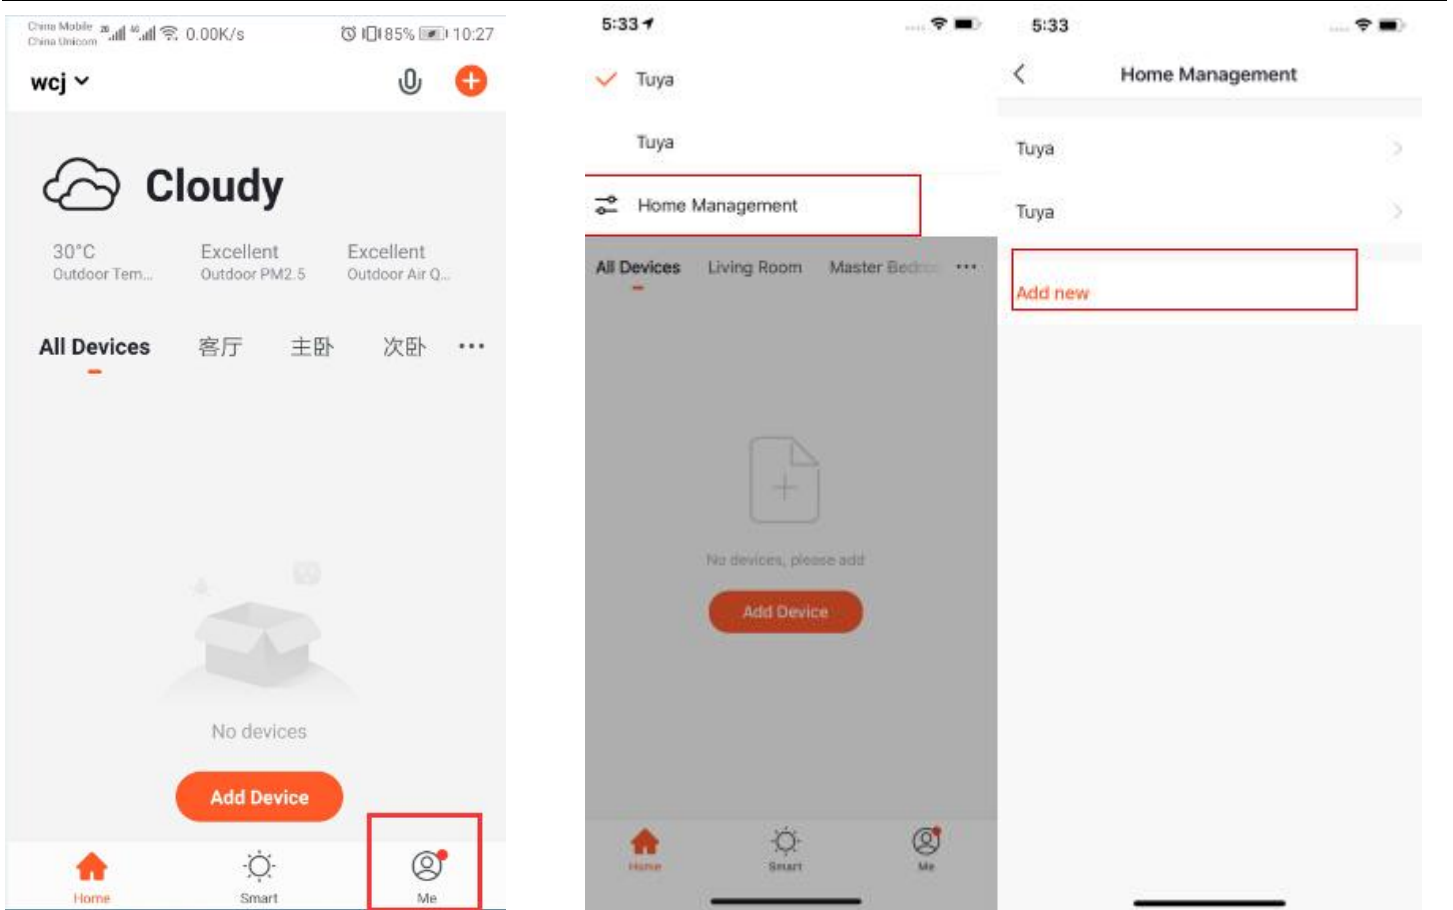 China Mobile
China Unicom
2G
4G
0.00K/s
85%
10:27
wcj
Cloudy
30°C
Outdoor Tem...
Excellent
Outdoor PM2.5
Excellent
Outdoor Air Q...
All Devices
客厅
主卧
次卧
•••
No devices
Add Device
Home
Smart
Me
5:33
Tuya
Tuya
Home Management
All Devices
Living Room
Master
•••
No devices, please add
Add Device
Home
Smart
Me
5:33
Home Management
Tuya
Tuya
Add new